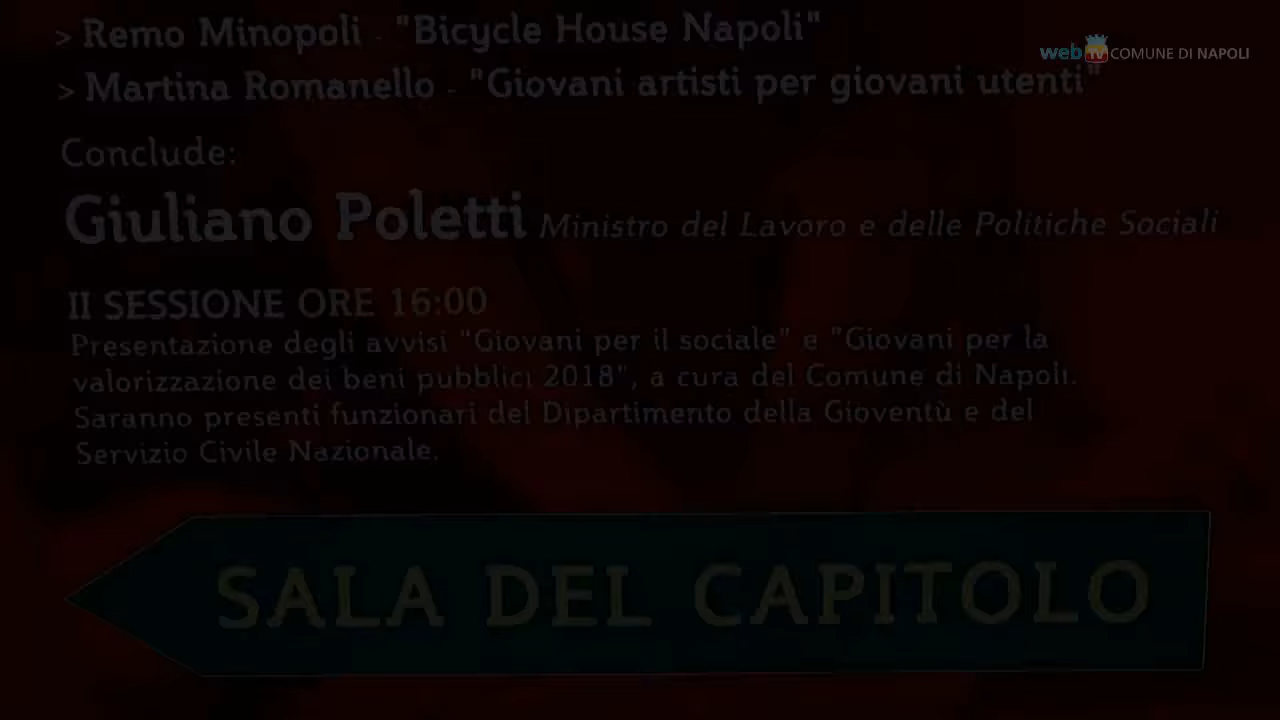 > Remo Minopoli - "Bicycle House Napoli"
web TV COMUNE DI NAPOLI
> Martina Romanello - "Giovani artisti per giovani utenti"
Conclude:
Giuliano Poletti Ministro del Lavoro e delle Politiche Sociali
II SESSIONE ORE 16:00
Presentazione degli avvisi "Giovani per il sociale" e "Giovani per la
valorizzazione dei beni pubblici 2018", a cura del Comune di Napoli.
Saranno presenti funzionari del Dipartimento della Gioventù e del
Servizio Civile Nazionale.
SALA DEL CAPITOLO